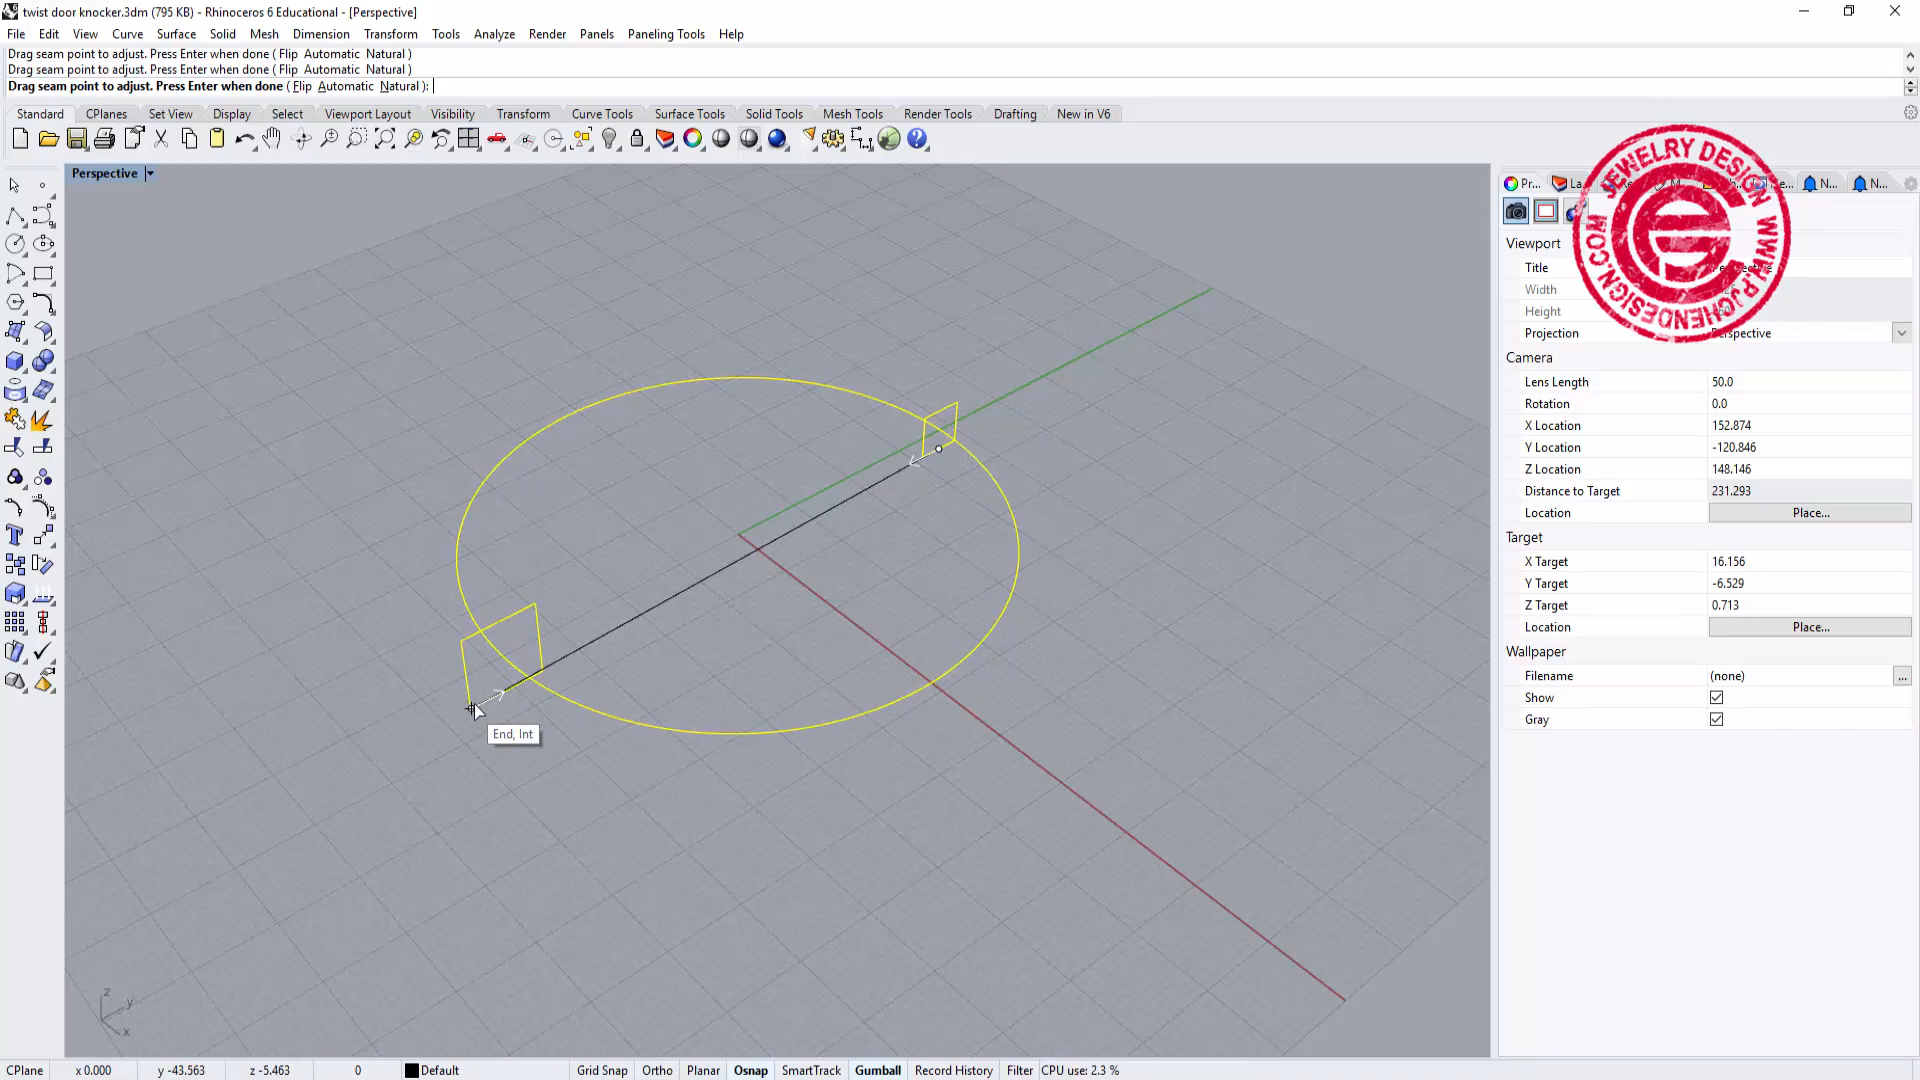 twist door knocker.3dm (795 KB) - Rhinoceros 6 Educational - [Perspective]
File Edit View Curve Surface Solid Mesh Dimension Transform Tools Analyze Render Panels Paneling Tools Help
Drag seam point to adjust. Press Enter when done ( Flip Automatic Natural )
Drag seam point to adjust. Press Enter when done ( Flip Automatic Natural )
Drag seam point to adjust. Press Enter when done ( Flip Automatic Natural ):
Standard CPlanes Set View Display Select Viewport Layout Visibility Transform Curve Tools Surface Tools Solid Tools Mesh Tools Render Tools Drafting New in V6
Perspective
Pr... La... N... N...
JEWELRY DESIGN WWW.PJCHENDESIGN.COM
Viewport
Title
Width
Height
Projection Perspective
Camera
Lens Length 50.0
Rotation 0.0
X Location 152.874
Y Location -120.846
Z Location 148.146
Distance to Target 231.293
Location Place...
Target
X Target 16.156
Y Target -6.529
Z Target 0.713
Location Place...
Wallpaper
Filename (none) ...
Show
Gray
End, Int
z
y
x
CPlane x 0.000 y -43.563 z -5.463 0 Default Grid Snap Ortho Planar Osnap SmartTrack Gumball Record History Filter CPU use: 2.3 %